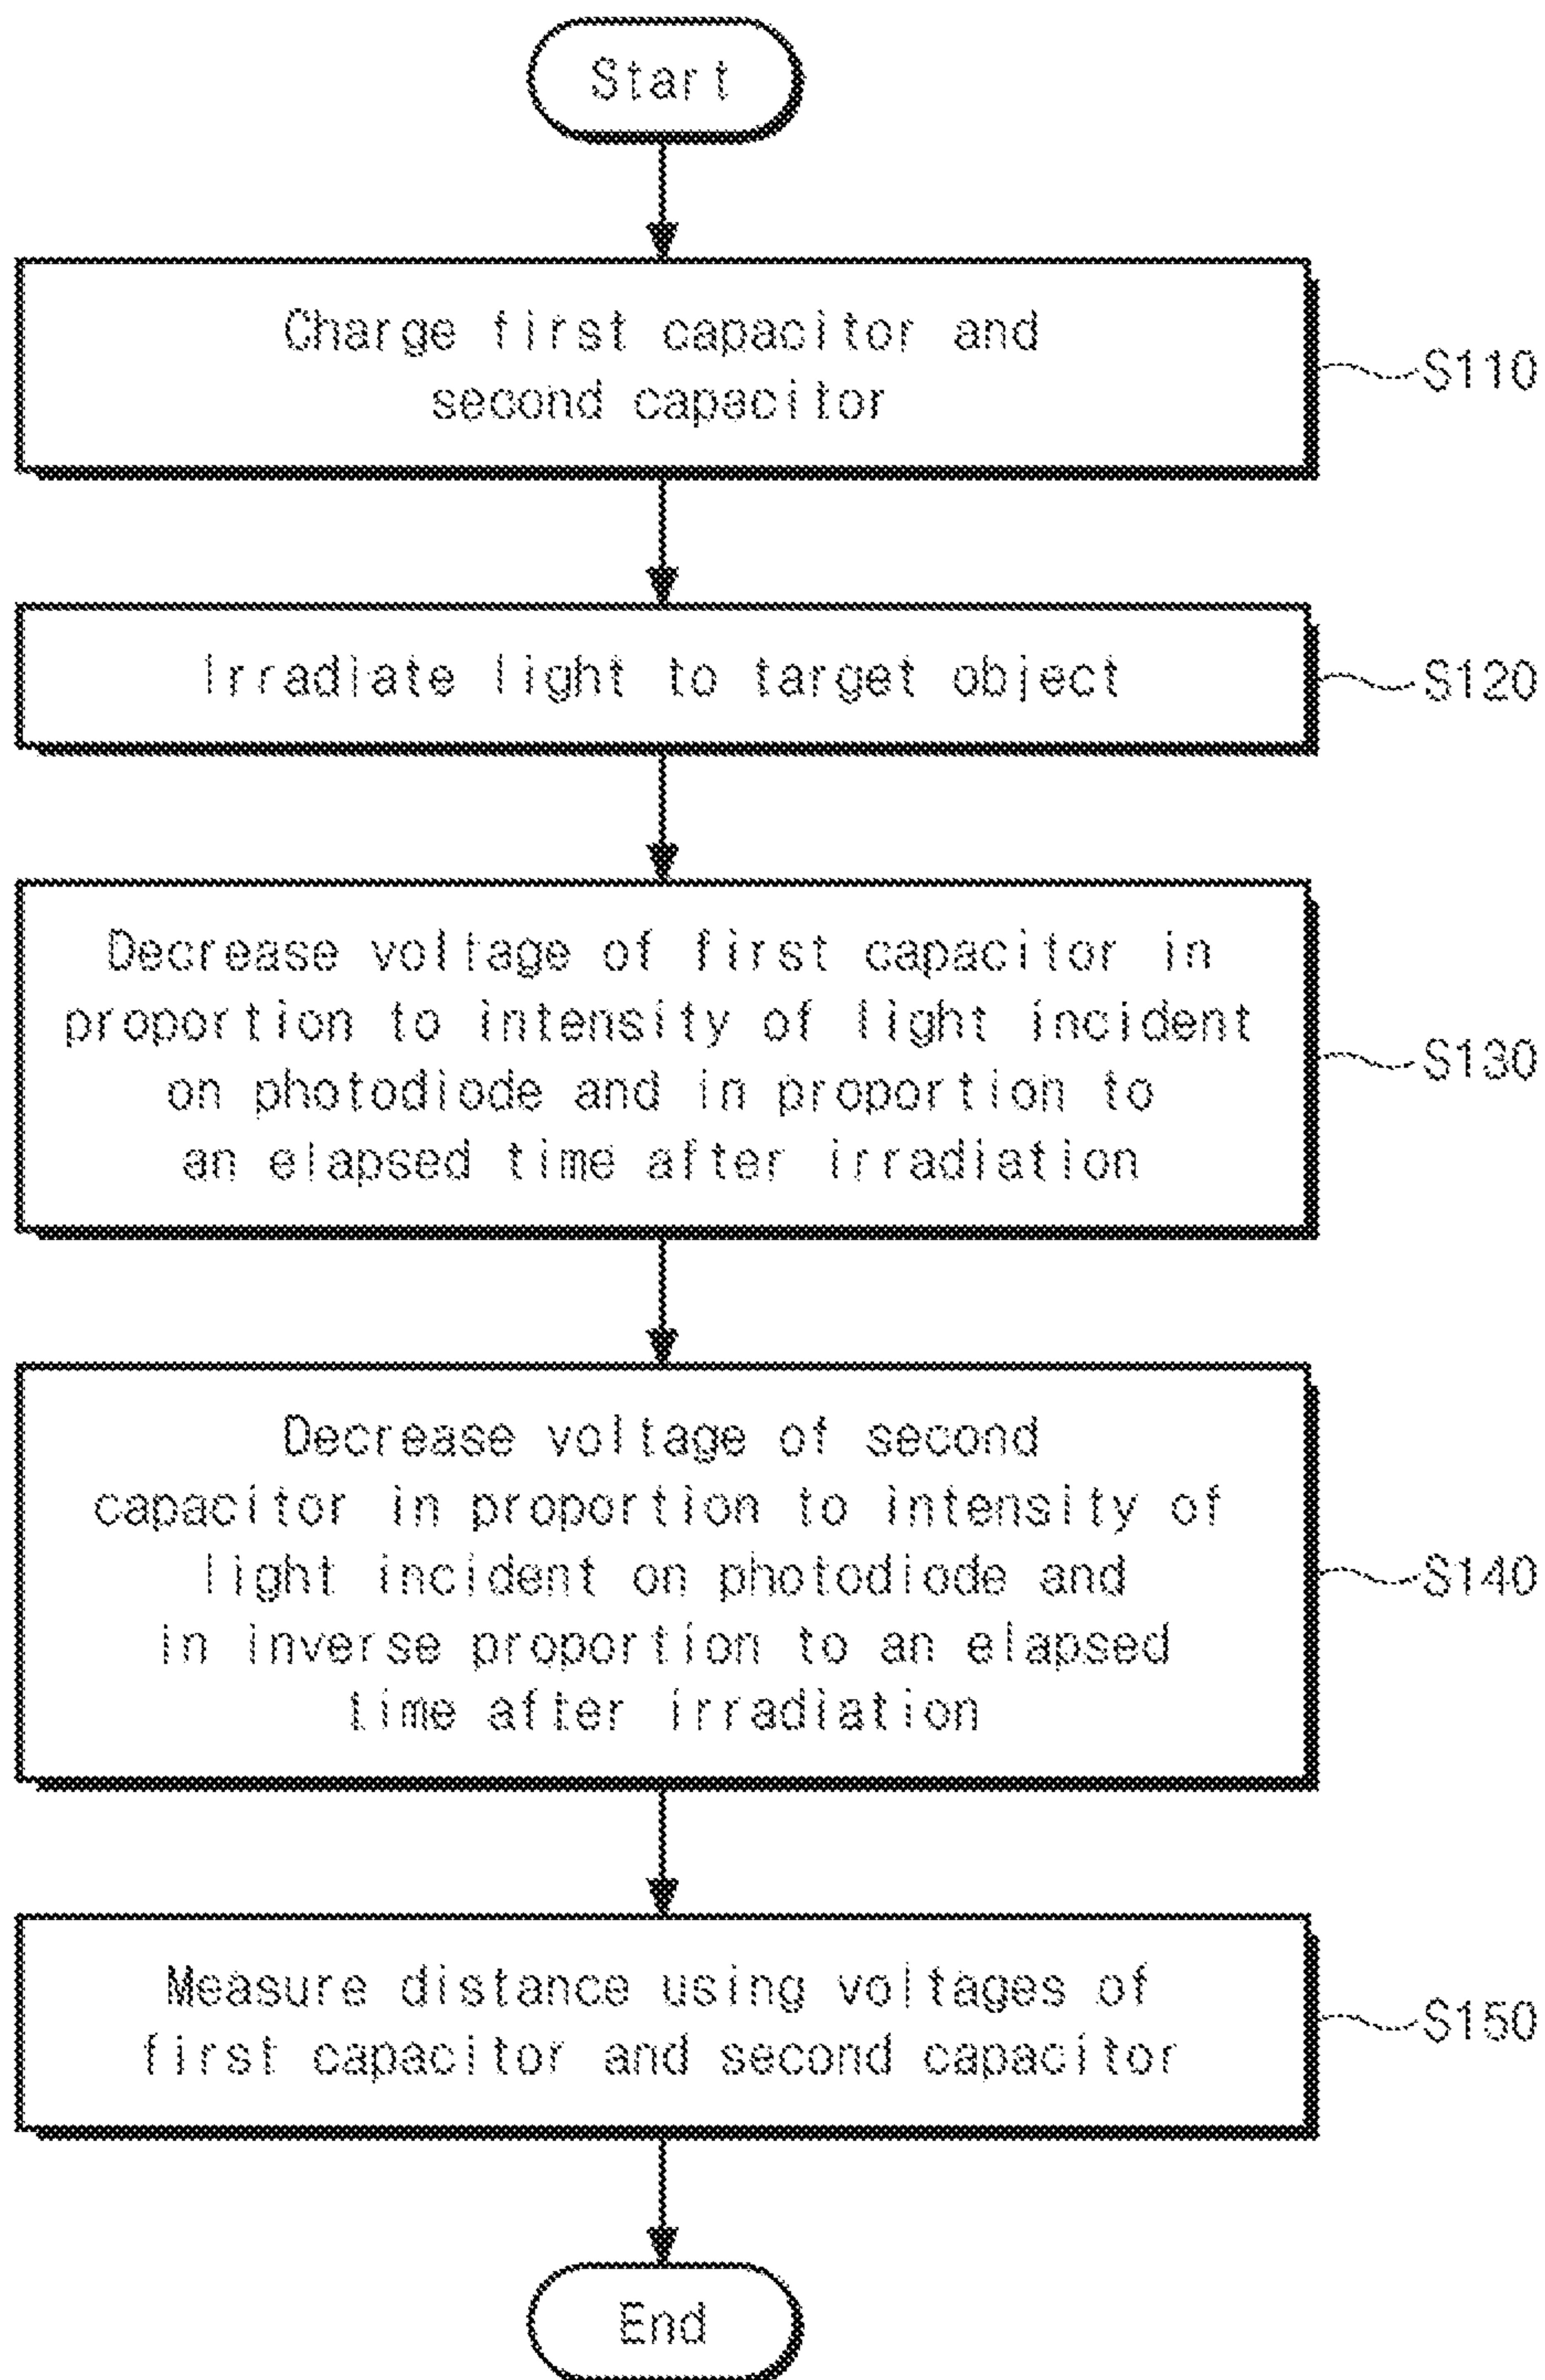 Start
Charge first capacitor and
second capacitor
S110
Irradiate light to target object
S120
Decrease voltage of first capacitor in
proportion to intensity of light incident
on photodiode and in proportion to
an elapsed time after irradiation
S130
Decrease voltage of second
capacitor in proportion to intensity of
light incident on photodiode and
in inverse proportion to an elapsed
time after irradiation
S140
Measure distance using voltages of
first capacitor and second capacitor
S150
End